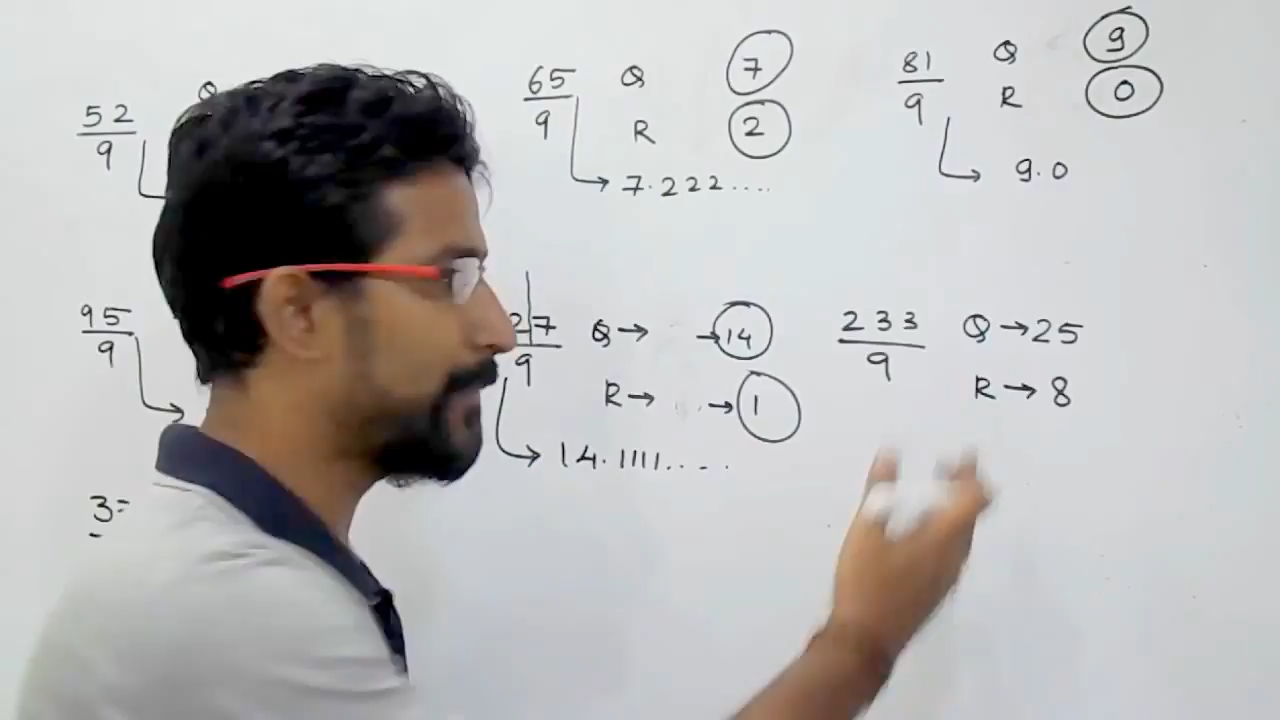 52
9
Q
65
9
Q 7
R 2
7.222....
81
9
Q 9
R 0
9.0
95
9
27
9
Q→ →14
R→ →1
14.1111....
233
9
Q→25
R→8
3=